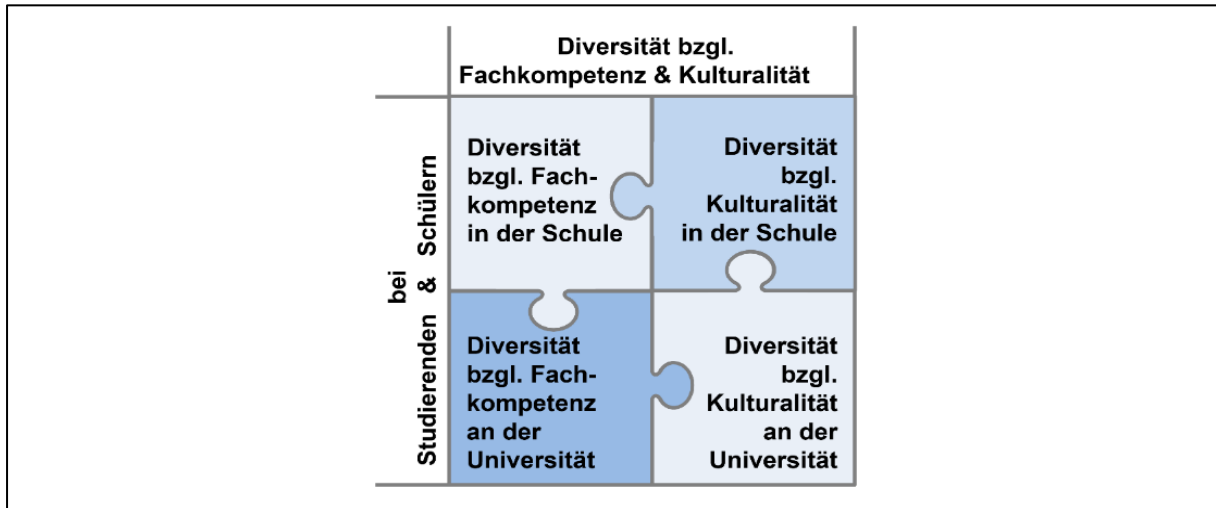 Diversität bzgl.
Fachkompetenz & Kulturalität
bei
Studierenden & Schülern
Diversität
bzgl. Fach-
kompetenz
in der Schule
Diversität
bzgl.
Kulturalität
in der Schule
Diversität
bzgl. Fach-
kompetenz
an der
Universität
Diversität
bzgl.
Kulturalität
an der
Universität